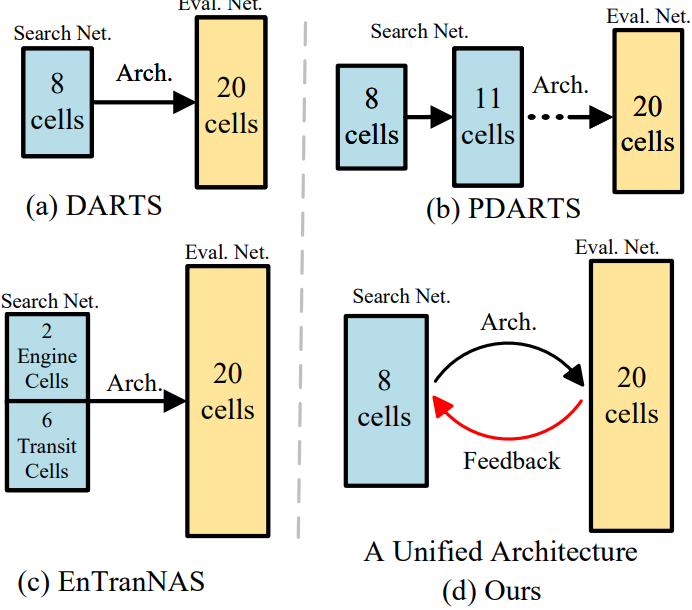 Eval. Net.
Search Net.
8
cells
Arch.
20
cells
(a) DARTS
Eval. Net.
Search Net.
8
cells
11
cells
Arch.
20
cells
(b) PDARTS
Eval. Net.
Search Net.
2
Engine
Cells
6
Transit
Cells
Arch.
20
cells
(c) EnTranNAS
Eval. Net.
Search Net.
8
cells
Arch.
Feedback
20
cells
A Unified Architecture
(d) Ours